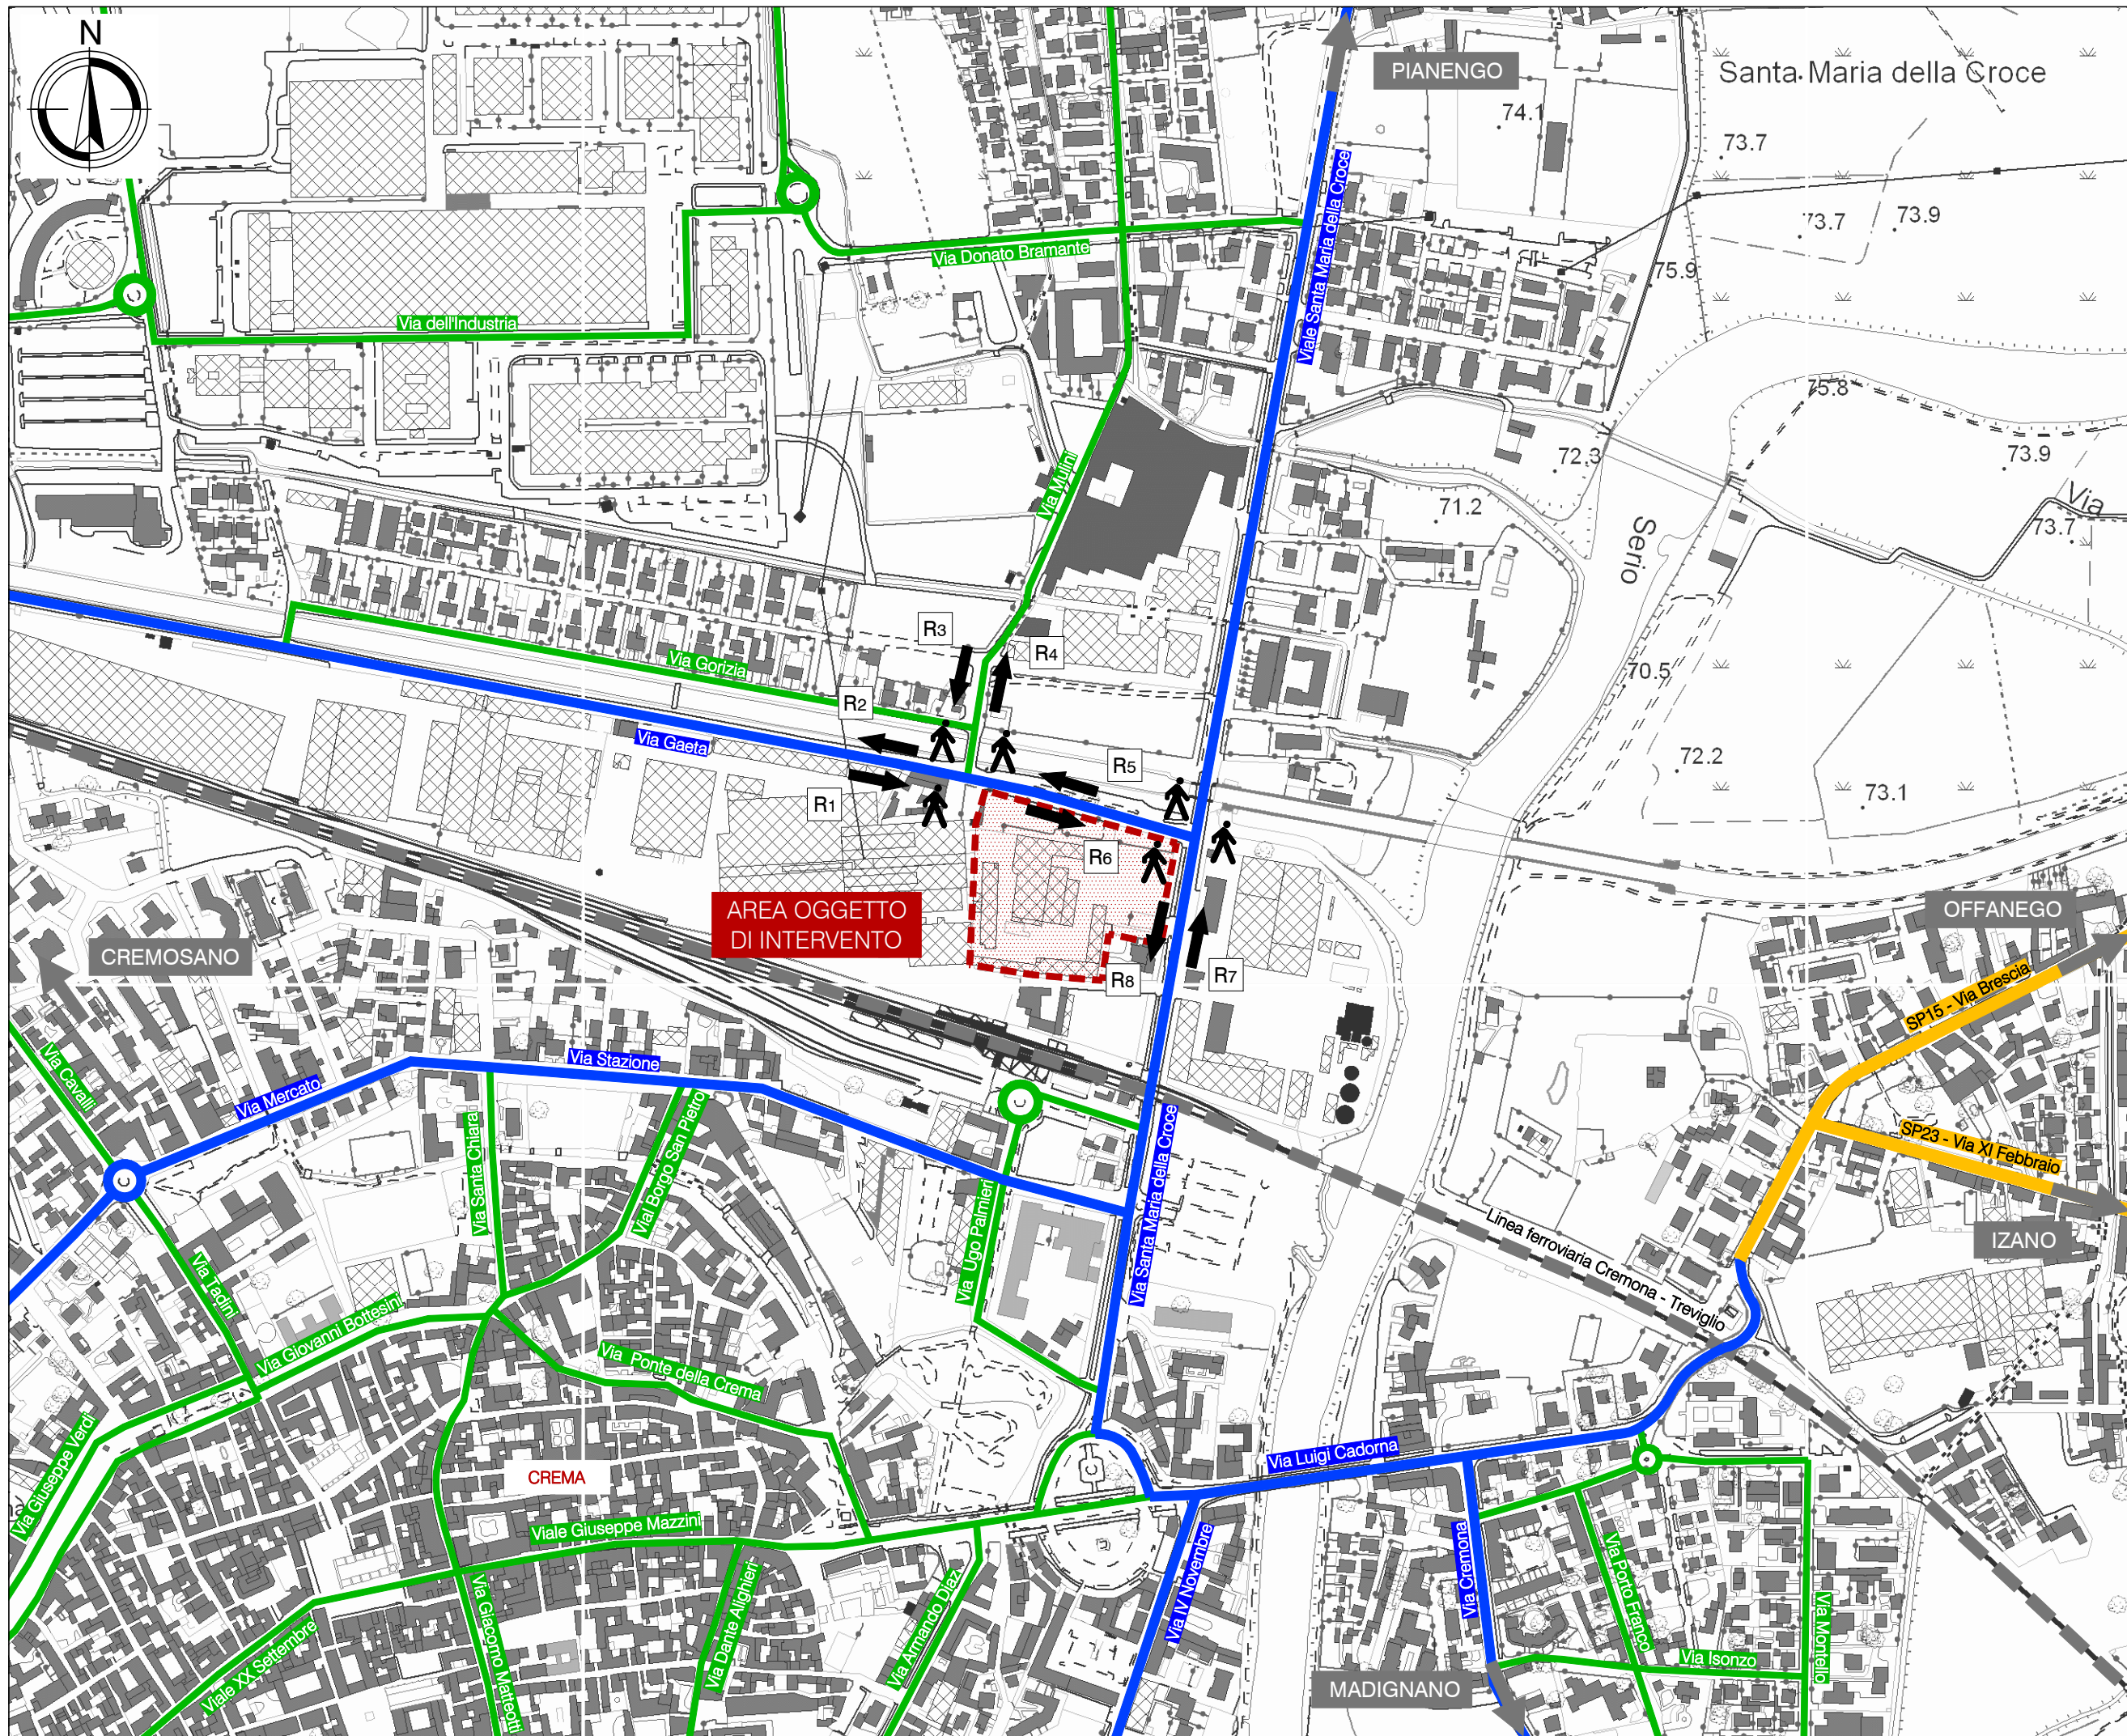 N
PIANENGO
Santa Maria della Croce
74.1
73.7
73.7
73.9
Viale Santa Maria della Croce
Via Donato Bramante
75.9
Via dell'Industria
75.8
72.3
73.9
Via Mulini
71.2
Via
73.7
Serio
R3
R4
Via Gorizia
70.5
R2
Via Gaeta
R5
72.2
R1
73.1
R6
AREA OGGETTO
DI INTERVENTO
OFFANEGO
CREMOSANO
R8
R7
SP15 - Via Brescia
Via Cavalli
Via Mercato
Via Stazione
Via Santa Chiara
Vial Borgo San Pietro
Via Santa Maria della Croce
SP23 - Via XI Febbraio
Via Ugo Palmieri
Linea ferroviaria Cremona - Treviglio
IZANO
Via Tadini
Via Giovanni Bottesini
Via Ponte della Crema
Via Giuseppe Verdi
CREMA
Via Luigi Cadorna
Viale Giuseppe Mazzini
Via IV Novembre
Via Cremona
Via Porto Franco
Via Montello
Via Dante Alighieri
Via Armando Diaz
Via Giacomo Matteotti
Viale XX Settembre
Via Isonzo
MADIGNANO